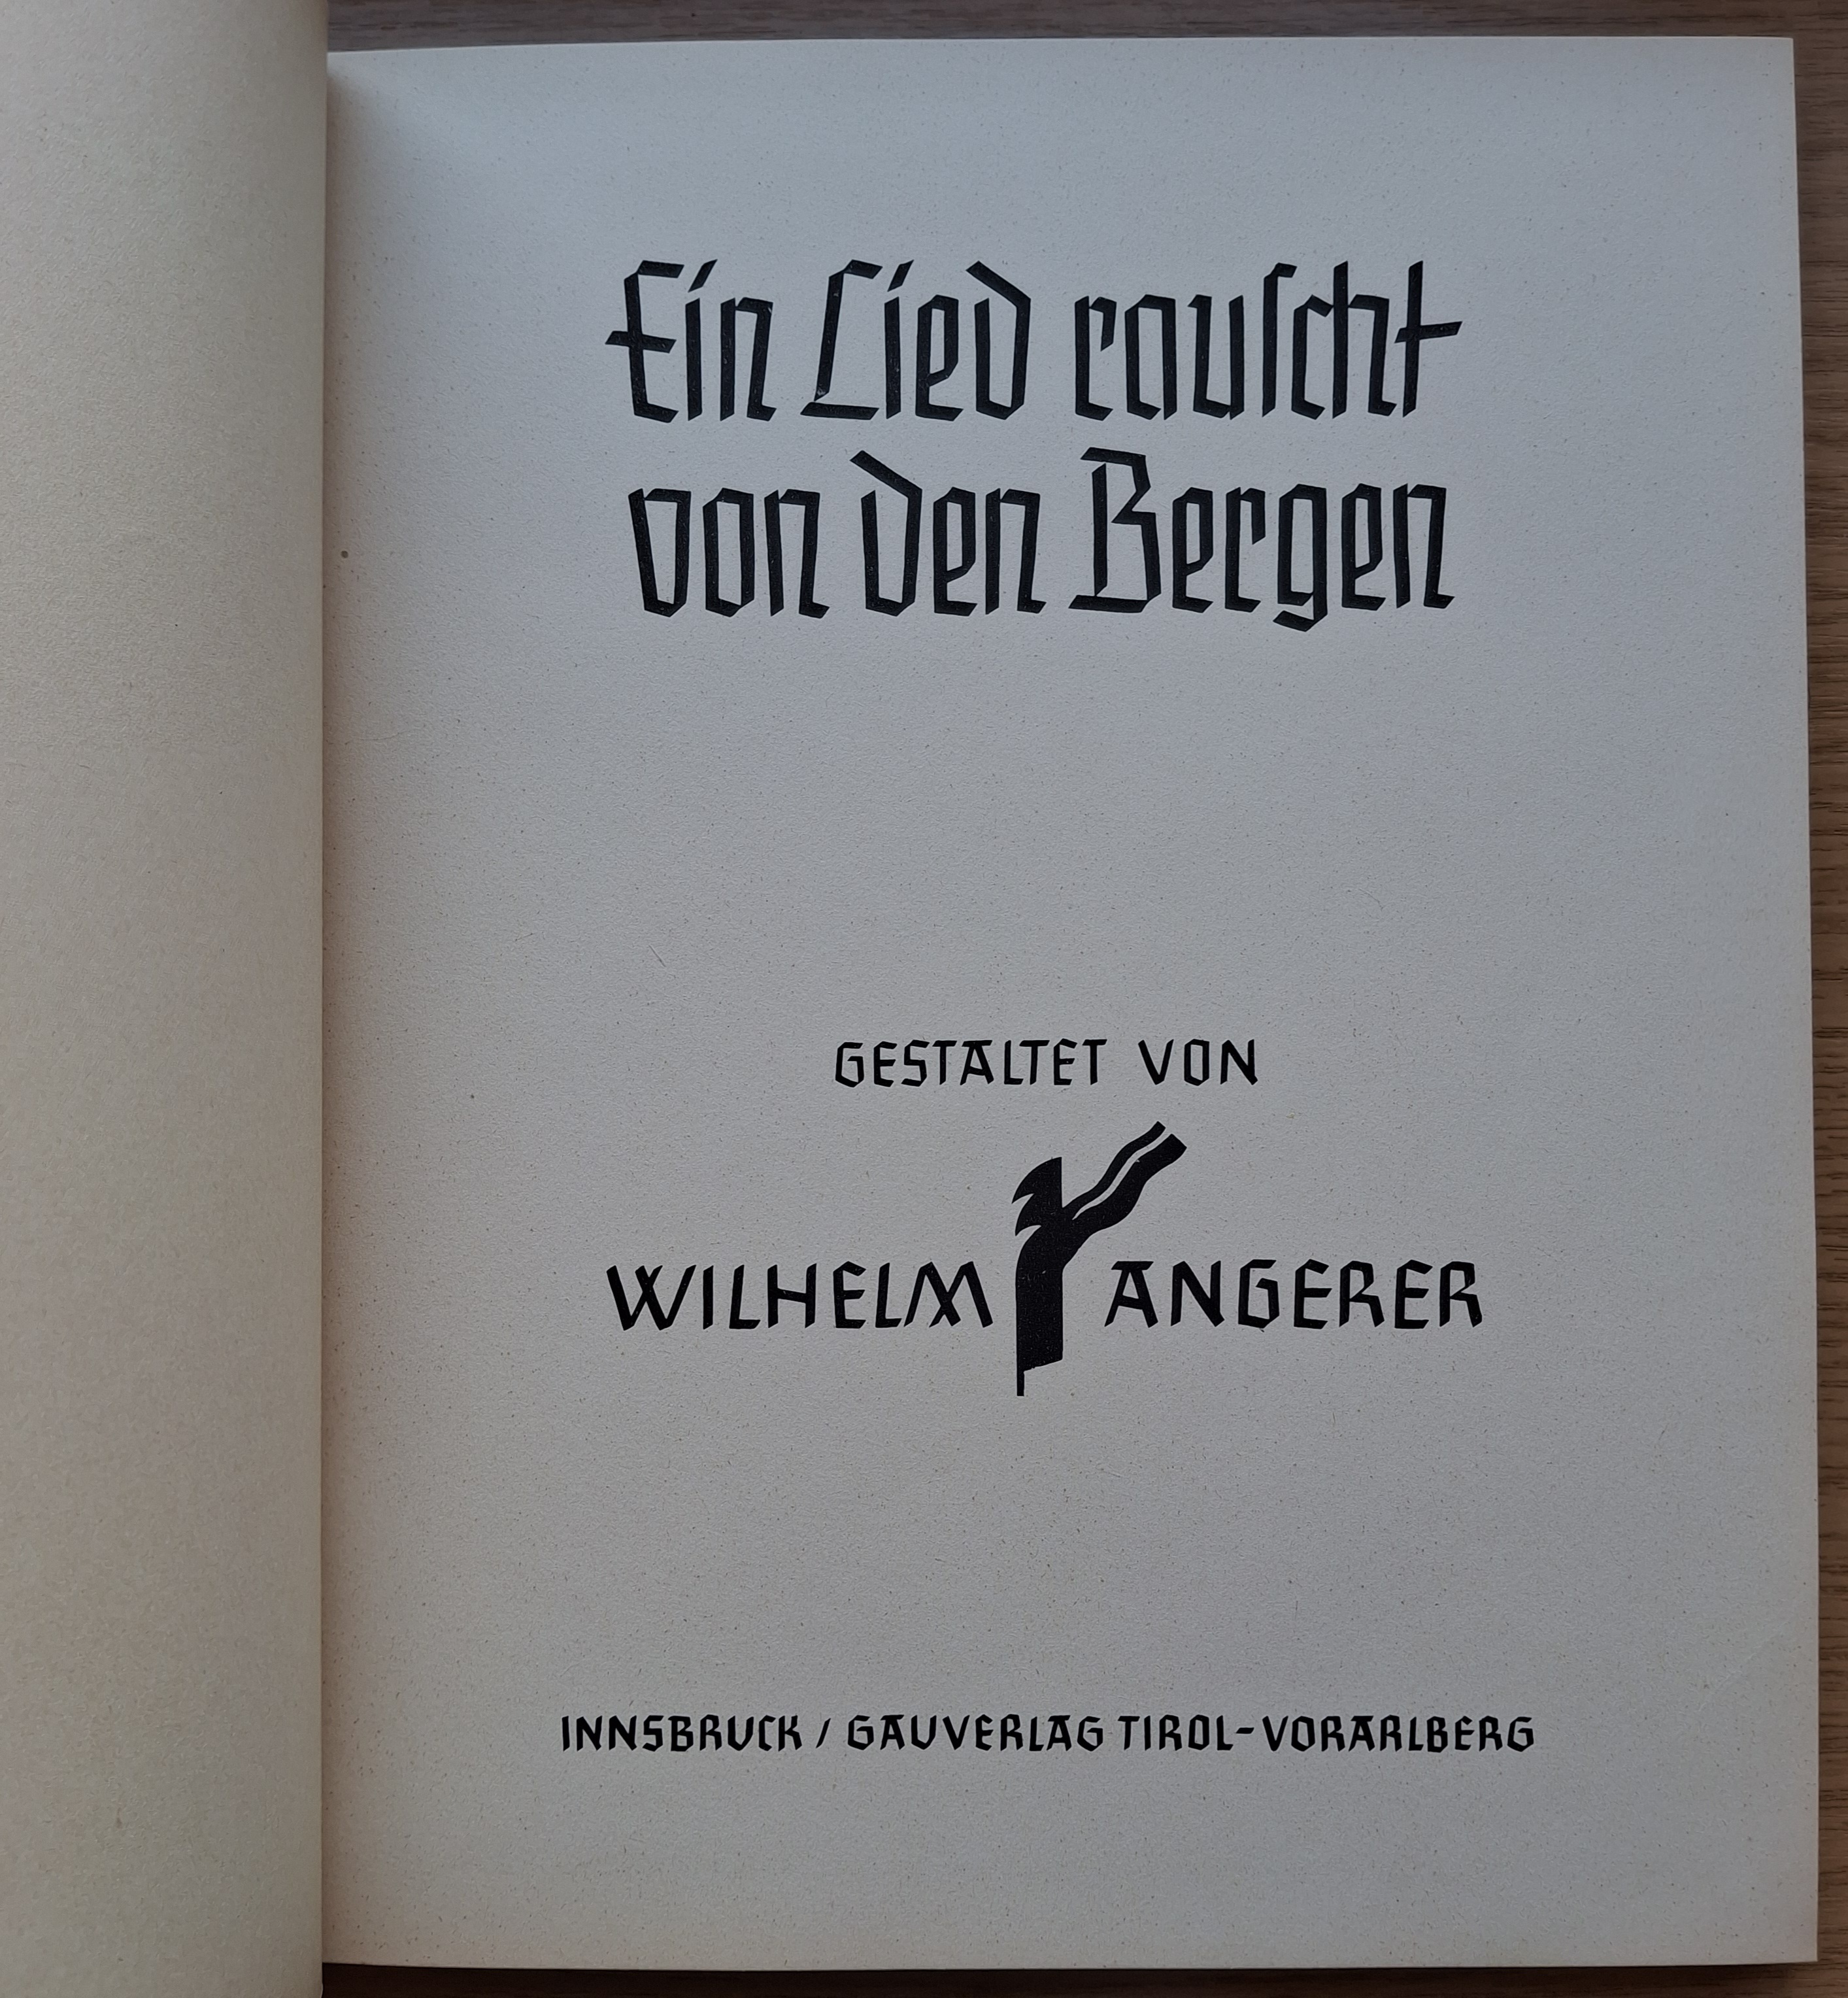 Ein Lied rauſcht
von den Bergen
GESTALTET VON
WILHELM ANGERER
INNSBRUCK / GAUVERLAG TIROL-VORARLBERG